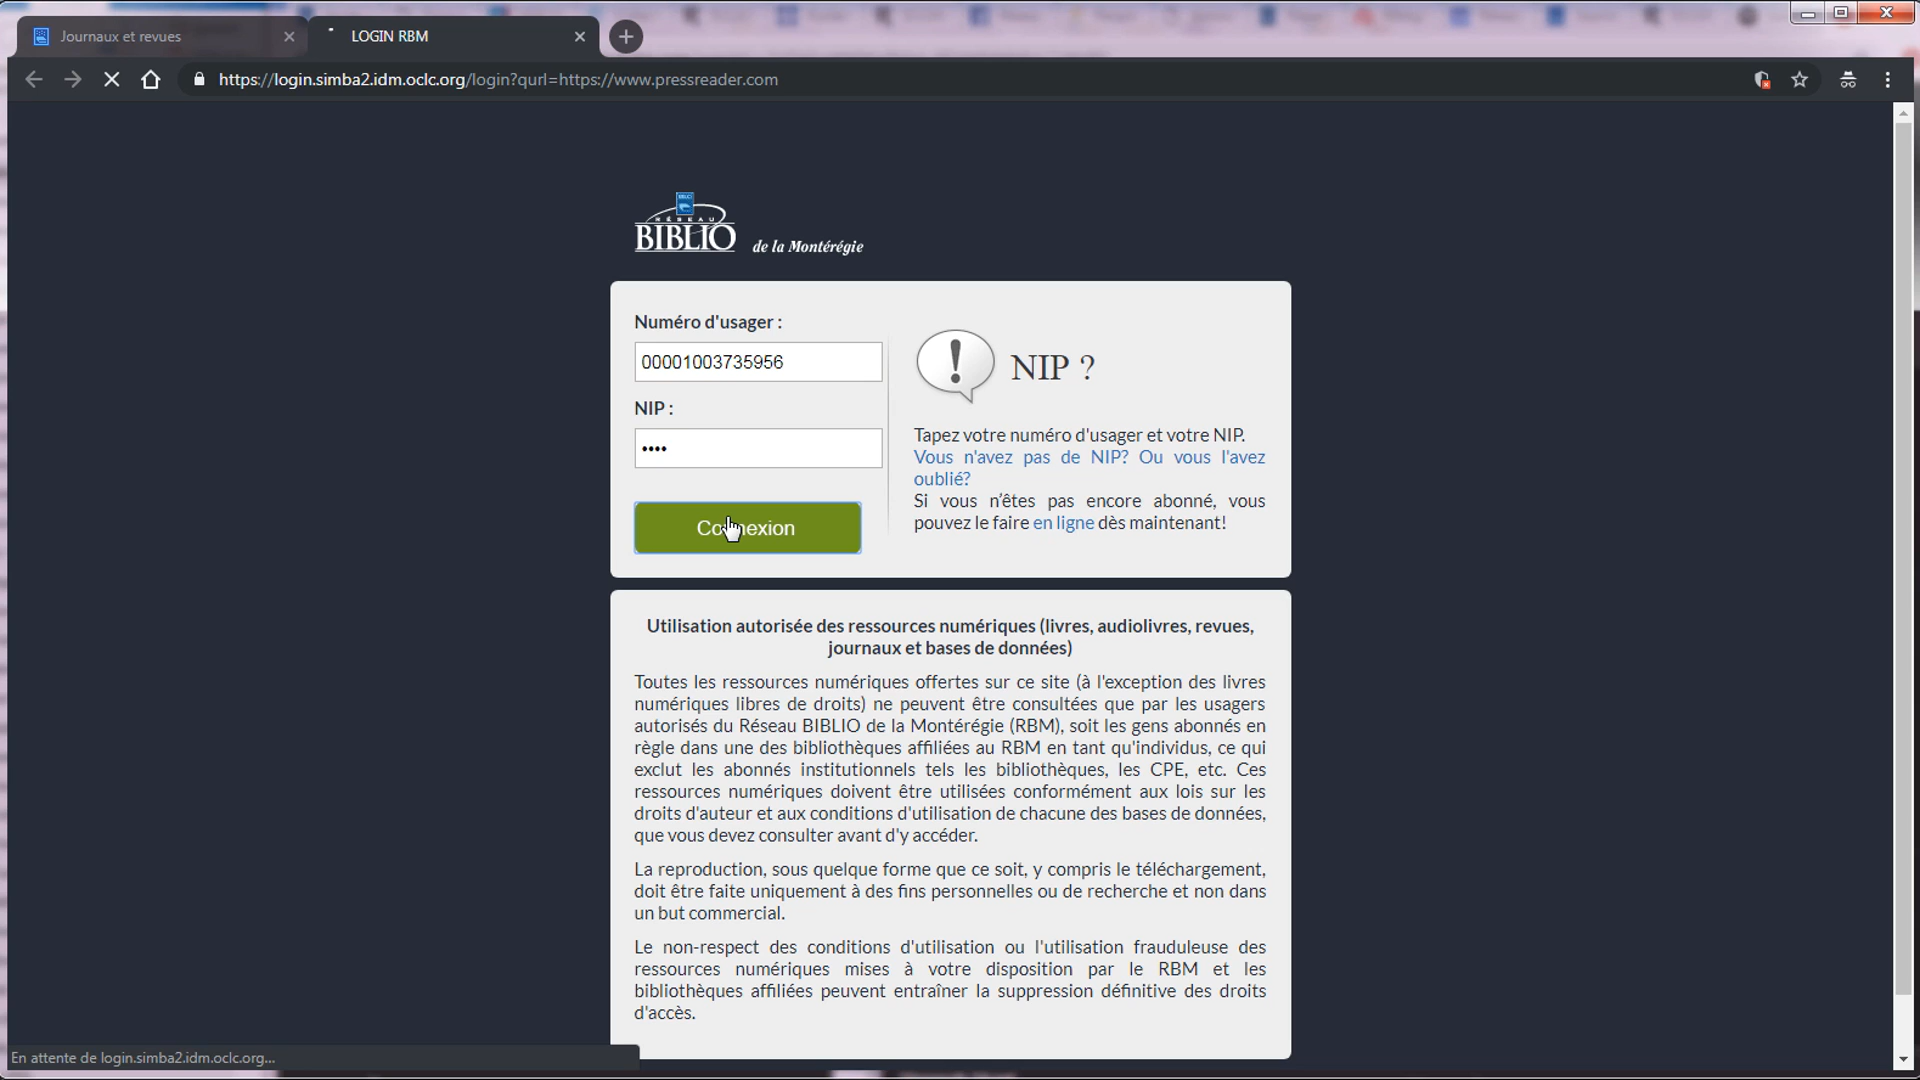 Journaux et revues
LOGIN RBM
https://login.simba2.idm.oclc.org/login?qurl=https://www.pressreader.com
RÉSEAU
BIBLIO de la Montérégie
Numéro d'usager :
00001003735956
NIP :
••••
Connexion
NIP ?
Tapez votre numéro d'usager et votre NIP.
Vous n'avez pas de NIP? Ou vous l'avez
oublié?
Si vous n’êtes pas encore abonné, vous
pouvez le faire en ligne dès maintenant!
Utilisation autorisée des ressources numériques (livres, audiolivres, revues,
journaux et bases de données)
Toutes les ressources numériques offertes sur ce site (à l'exception des livres
numériques libres de droits) ne peuvent être consultées que par les usagers
autorisés du Réseau BIBLIO de la Montérégie (RBM), soit les gens abonnés en
règle dans une des bibliothèques affiliées au RBM en tant qu'individus, ce qui
exclut les abonnés institutionnels tels les bibliothèques, les CPE, etc. Ces
ressources numériques doivent être utilisées conformément aux lois sur les
droits d'auteur et aux conditions d'utilisation de chacune des bases de données,
que vous devez consulter avant d'y accéder.
La reproduction, sous quelque forme que ce soit, y compris le téléchargement,
doit être faite uniquement à des fins personnelles ou de recherche et non dans
un but commercial.
Le non-respect des conditions d'utilisation ou l'utilisation frauduleuse des
ressources numériques mises à votre disposition par le RBM et les
bibliothèques affiliées peuvent entraîner la suppression définitive des droits
d'accès.
En attente de login.simba2.idm.oclc.org...